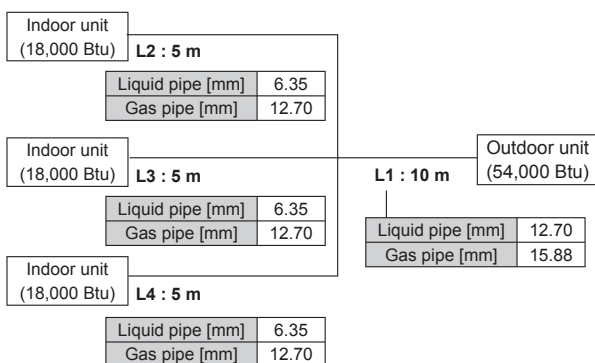 Indoor unit
(18,000 Btu)
L2 : 5 m
Liquid pipe [mm] 6.35
Gas pipe [mm] 12.70
Indoor unit
(18,000 Btu)
L3 : 5 m
Liquid pipe [mm] 6.35
Gas pipe [mm] 12.70
Outdoor unit
(54,000 Btu)
L1 : 10 m
Liquid pipe [mm] 12.70
Gas pipe [mm] 15.88
Indoor unit
(18,000 Btu)
L4 : 5 m
Liquid pipe [mm] 6.35
Gas pipe [mm] 12.70